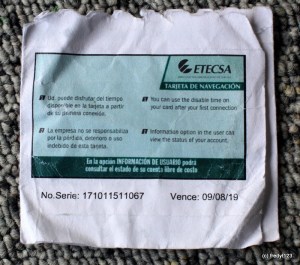 ETECSA
TARJETA DE NAVEGACIÓN
Ud. puede disfrutar del tiempo
disponible en la tarjeta a partir
de su primera conexión.
You can use the disable time on
your card after your first connection
La empresa no se responsabiliza
por la pérdida, deterioro o uso
indebido de esta tarjeta.
Information option in the user can
view the status of your account.
En la opción INFORMACIÓN DE USUARIO podrá
consultar el estado de su cuenta libre de costo
No.Serie: 171011511067 Vence: 09/08/19